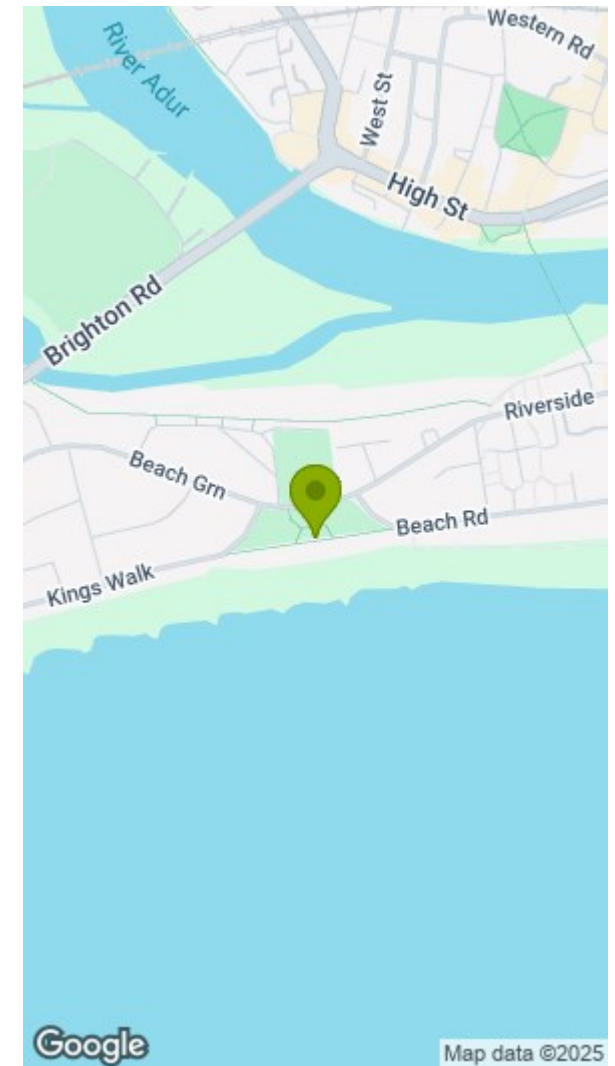 Western Rd
River Adur
West St
High St
Brighton Rd
Riverside
Beach Grn
Beach Rd
Kings Walk
Google
Map data ©2025